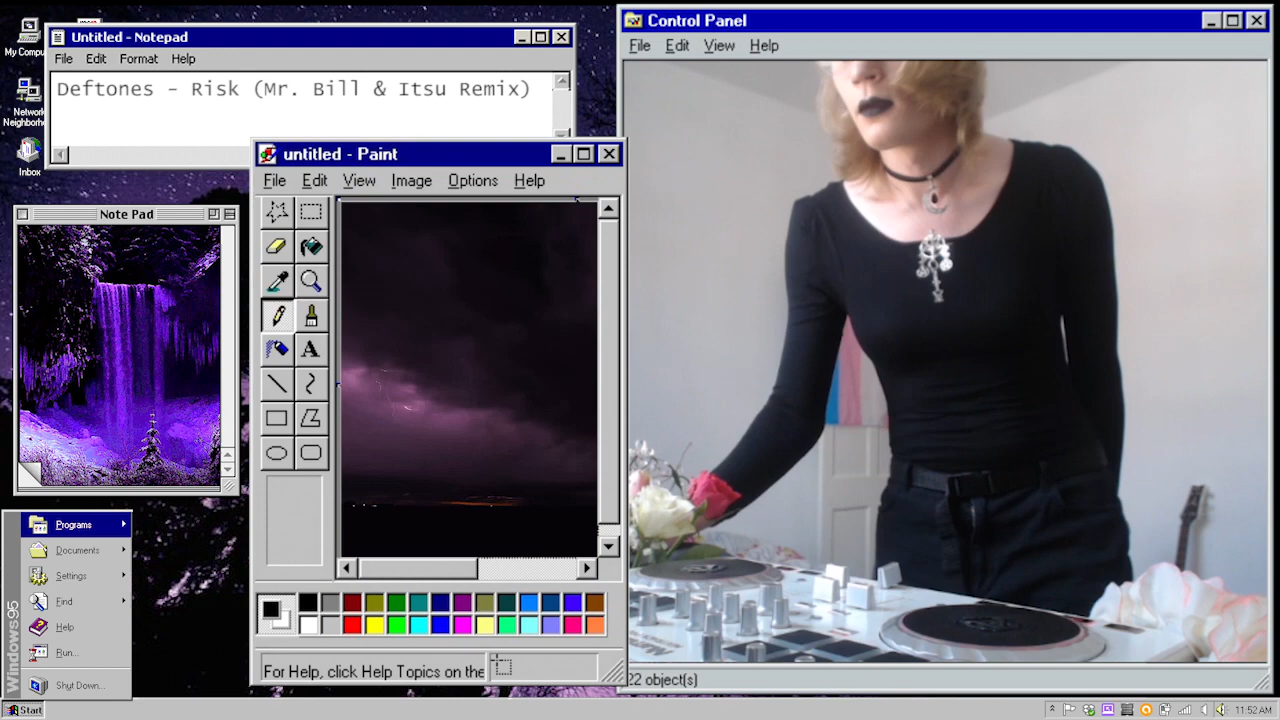 My Compu
Network
Neighborho
Inbox
Untitled - Notepad
File Edit Format Help
Deftones - Risk (Mr. Bill & Itsu Remix)
Note Pad
untitled - Paint
File Edit View Image Options Help
A
For Help, click Help Topics on the
Control Panel
File Edit View Help
22 object(s)
Programs
Documents
Settings
Find
Help
Run...
Shut Down...
Windows95
Start
11:52 AM